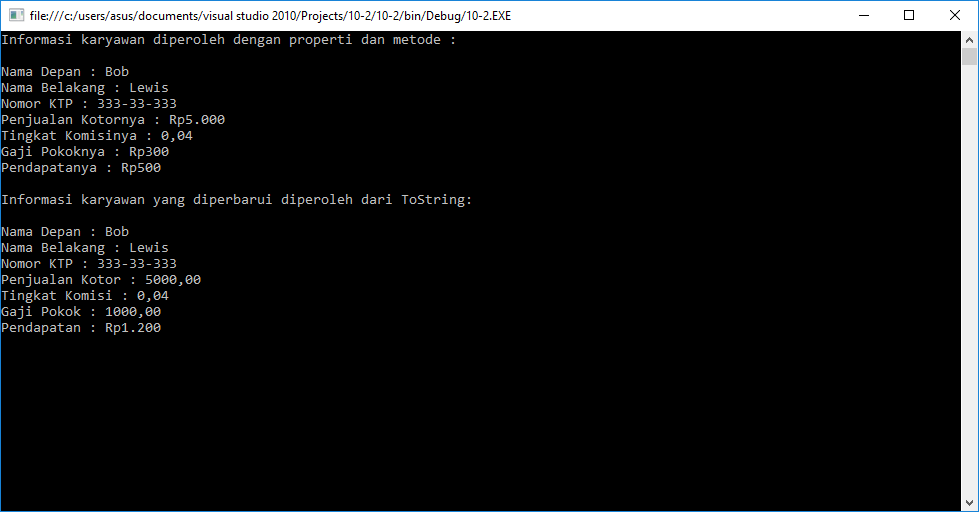 file:///c:/users/asus/documents/visual studio 2010/Projects/10-2/10-2/bin/Debug/10-2.EXE
Informasi karyawan diperoleh dengan properti dan metode :
Nama Depan : Bob
Nama Belakang : Lewis
Nomor KTP : 333-33-333
Penjualan Kotornya : Rp5.000
Tingkat Komisinya : 0,04
Gaji Pokoknya : Rp300
Pendapatanya : Rp500
Informasi karyawan yang diperbarui diperoleh dari ToString:
Nama Depan : Bob
Nama Belakang : Lewis
Nomor KTP : 333-33-333
Penjualan Kotor : 5000,00
Tingkat Komisi : 0,04
Gaji Pokok : 1000,00
Pendapatan : Rp1.200